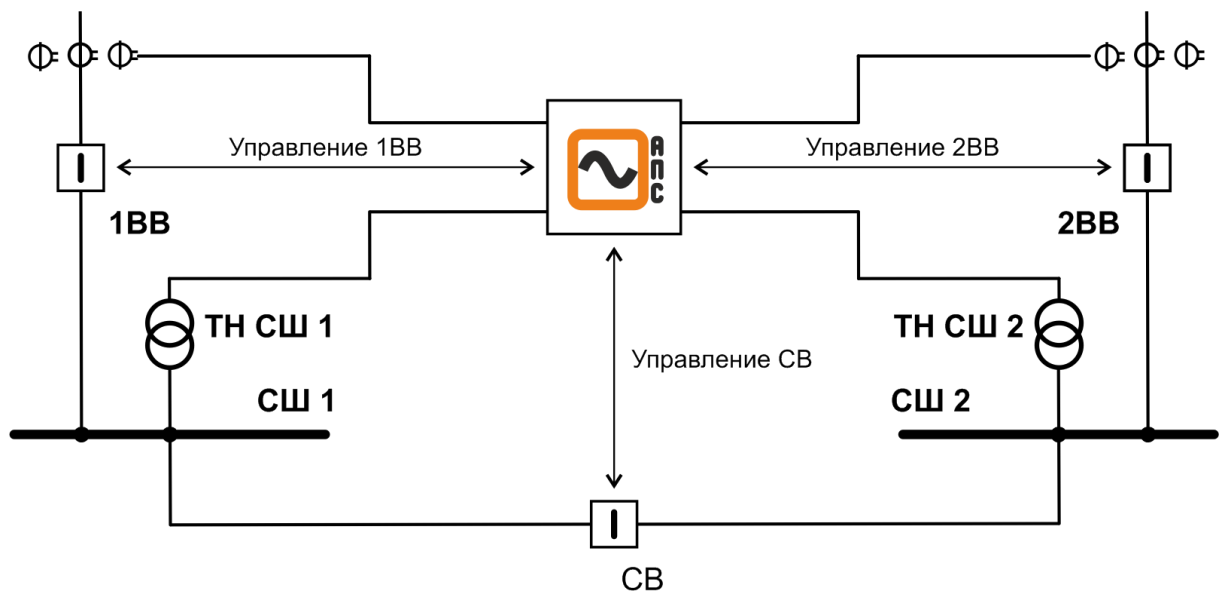 Управление 1ВВ
АПС
Управление 2ВВ
1ВВ
2ВВ
ТН СШ 1
ТН СШ 2
Управление СВ
СШ 1
СШ 2
СВ